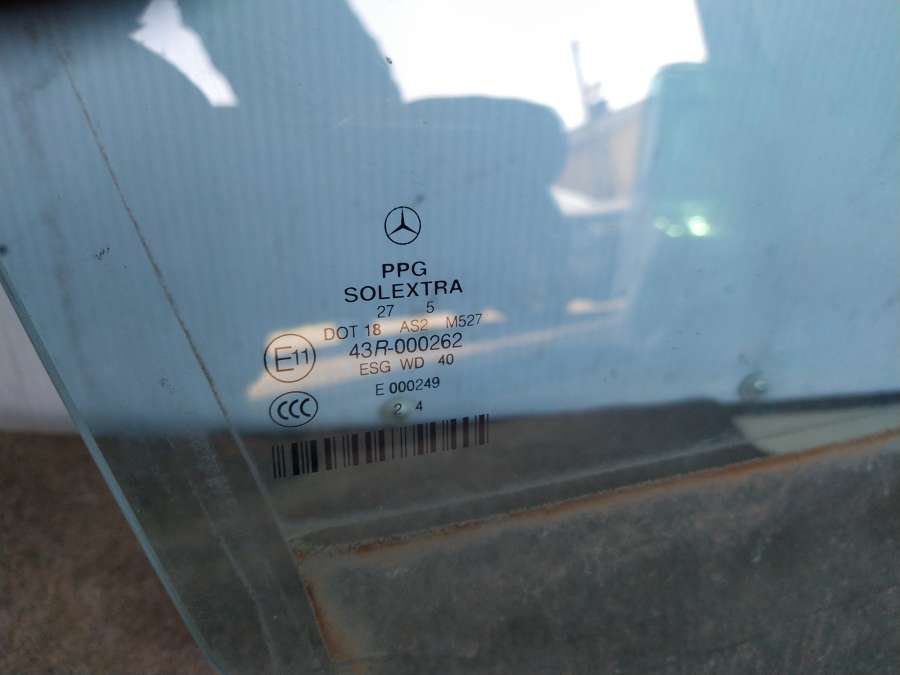 PPG
SOLEXTRA
27 5
DOT 18 AS2 M527
E11 43R-000262
ESG WD 40
E 000249
CCC
2 4